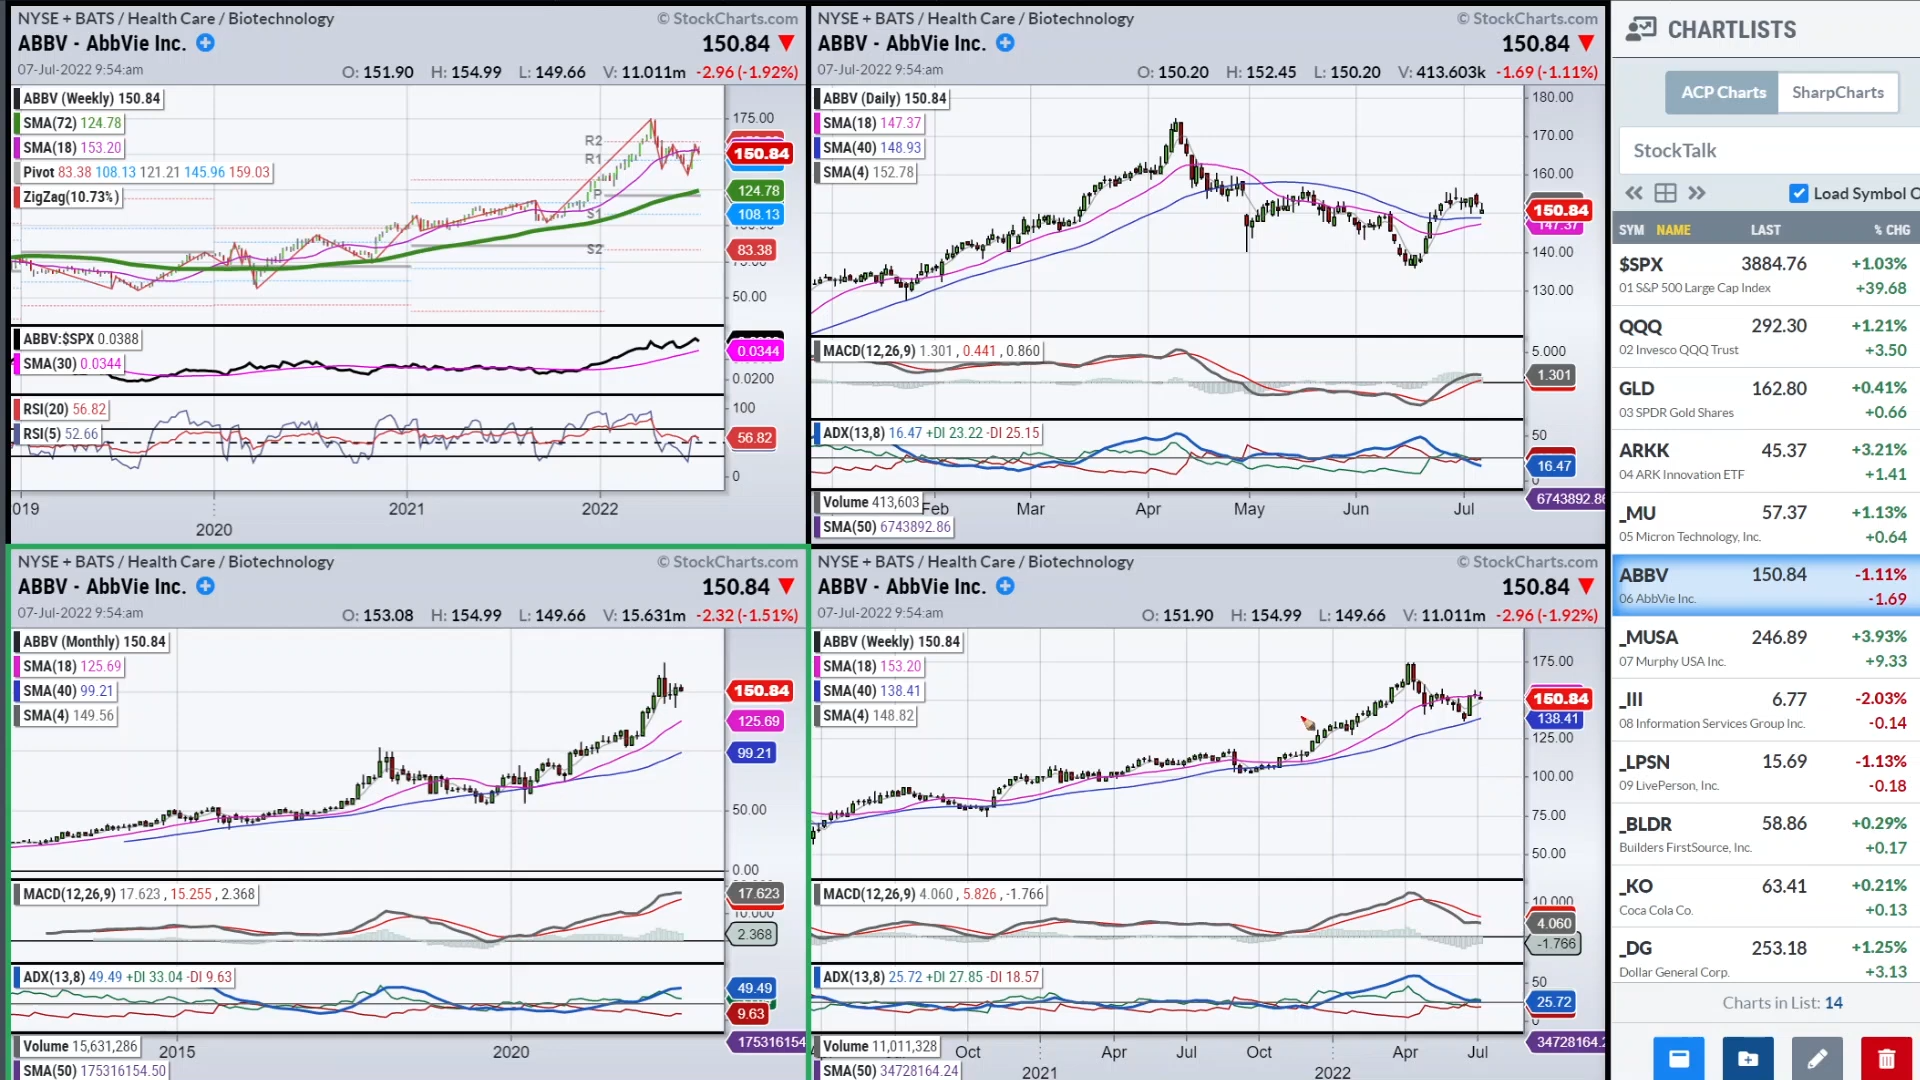 NYSE + BATS / Health Care / Biotechnology
© StockCharts.com
ABBV - AbbVie Inc.
150.84
07-Jul-2022 9:54:am
O: 151.90 H: 154.99 L: 149.66 V: 11.011m -2.96 (-1.92%)
ABBV (Weekly) 150.84
SMA(72) 124.78
SMA(18) 153.20
Pivot 83.38 108.13 121.21 145.96 159.03
ZigZag(10.73%)
R2
R1
P
S1
S2
175.00
150.84
124.78
108.13
83.38
50.00
ABBV:$SPX 0.0388
SMA(30) 0.0344
0.0344
0.0200
RSI(20) 56.82
RSI(5) 52.66
100
56.82
0
019
2020
2021
2022
NYSE + BATS / Health Care / Biotechnology
© StockCharts.com
ABBV - AbbVie Inc.
150.84
07-Jul-2022 9:54:am
O: 150.20 H: 152.45 L: 150.20 V: 413.603k -1.69 (-1.11%)
ABBV (Daily) 150.84
SMA(18) 147.37
SMA(40) 148.93
SMA(4) 152.78
180.00
170.00
160.00
150.84
147.37
140.00
130.00
MACD(12,26,9) 1.301 , 0.441 , 0.860
5.000
1.301
ADX(13,8) 16.47 +DI 23.22 -DI 25.15
50
16.47
0
Volume 413,603
SMA(50) 6743892.86
6743892.86
Feb
Mar
Apr
May
Jun
Jul
NYSE + BATS / Health Care / Biotechnology
© StockCharts.com
ABBV - AbbVie Inc.
150.84
07-Jul-2022 9:54:am
O: 153.08 H: 154.99 L: 149.66 V: 15.631m -2.32 (-1.51%)
ABBV (Monthly) 150.84
SMA(18) 125.69
SMA(40) 99.21
SMA(4) 149.56
150.84
125.69
99.21
50.00
0.00
MACD(12,26,9) 17.623 , 15.255 , 2.368
17.623
10.000
2.368
ADX(13,8) 49.49 +DI 33.04 -DI 9.63
49.49
9.63
Volume 15,631,286
SMA(50) 175316154.50
175316154
2015
2020
NYSE + BATS / Health Care / Biotechnology
© StockCharts.com
ABBV - AbbVie Inc.
150.84
07-Jul-2022 9:54:am
O: 151.90 H: 154.99 L: 149.66 V: 11.011m -2.96 (-1.92%)
ABBV (Weekly) 150.84
SMA(18) 153.20
SMA(40) 138.41
SMA(4) 148.82
175.00
150.84
138.41
125.00
100.00
75.00
50.00
MACD(12,26,9) 4.060 , 5.826 , -1.766
10.000
4.060
-1.766
ADX(13,8) 25.72 +DI 27.85 -DI 18.57
50
25.72
0
Volume 11,011,328
SMA(50) 34728164.24
34728164.2
Oct
2021
Apr
Jul
Oct
2022
Apr
Jul
CHARTLISTS
ACP Charts
SharpCharts
StockTalk
Load Symbol O
SYM NAME LAST % CHG
$SPX 3884.76 +1.03%
01 S&P 500 Large Cap Index +39.68
QQQ 292.30 +1.21%
02 Invesco QQQ Trust +3.50
GLD 162.80 +0.41%
03 SPDR Gold Shares +0.66
ARKK 45.37 +3.21%
04 ARK Innovation ETF +1.41
_MU 57.37 +1.13%
05 Micron Technology, Inc. +0.64
ABBV 150.84 -1.11%
06 AbbVie Inc. -1.69
_MUSA 246.89 +3.93%
07 Murphy USA Inc. +9.33
_III 6.77 -2.03%
08 Information Services Group Inc. -0.14
_LPSN 15.69 -1.13%
09 LivePerson, Inc. -0.18
_BLDR 58.86 +0.29%
Builders FirstSource, Inc. +0.17
_KO 63.41 +0.21%
Coca Cola Co. +0.13
_DG 253.18 +1.25%
Dollar General Corp. +3.13
Charts in List: 14